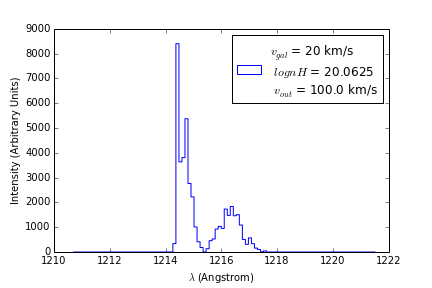 9000
8000
7000
6000
5000
4000
3000
2000
1000
0
Intensity (Arbitrary Units)
v_gal = 20 km/s
lognH = 20.0625
v_out = 100.0 km/s
1210 1212 1214 1216 1218 1220 1222
λ (Angstrom)